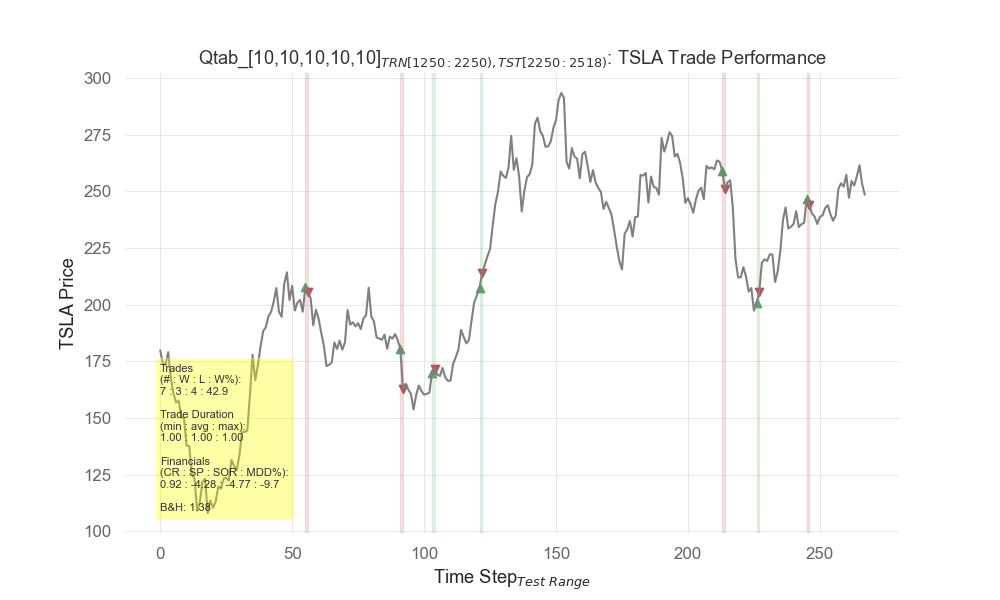 Qtab_[10,10,10,10,10]TRN[1250:2250),TST[2250:2518): TSLA Trade Performance
300
275
250
225
200
175
150
125
100
TSLA Price
Trades
(# : W : L : W%):
7 : 3 : 4 : 42.9
Trade Duration
(min : avg : max):
1.00 : 1.00 : 1.00
Financials
(CR : SP : SOR : MDD%):
0.92 : -4.28 : -4.77 : -9.7
B&H: 1.38
0 50 100 150 200 250
Time Step Test Range